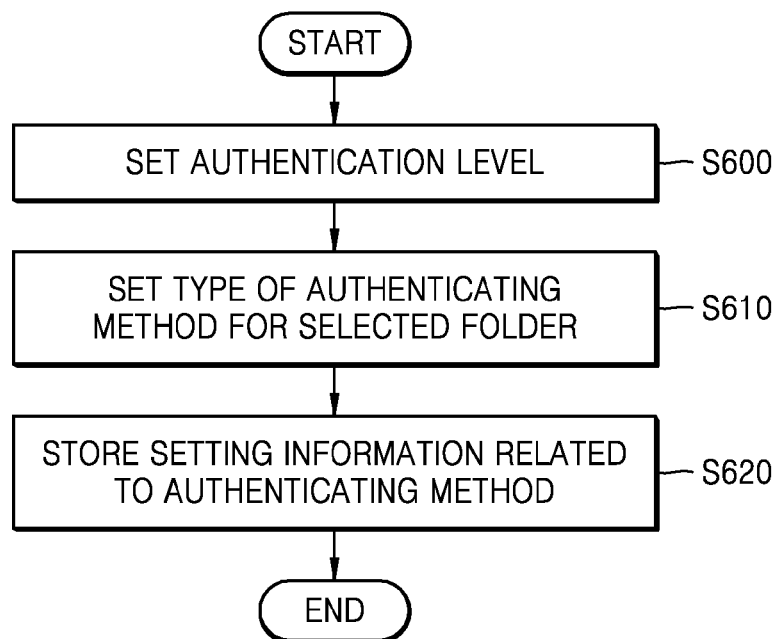 START
SET AUTHENTICATION LEVEL
S600
SET TYPE OF AUTHENTICATING
METHOD FOR SELECTED FOLDER
S610
STORE SETTING INFORMATION RELATED
TO AUTHENTICATING METHOD
S620
END